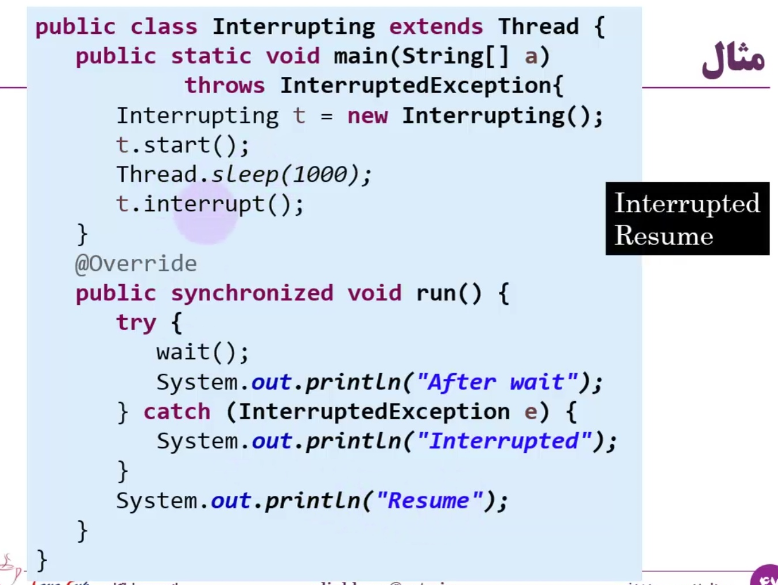 مثال
public class Interrupting extends Thread {
public static void main(String[] a)
throws InterruptedException{
Interrupting t = new Interrupting();
t.start();
Thread.sleep(1000);
t.interrupt();
}
@Override
public synchronized void run() {
try {
wait();
System.out.println("After wait");
} catch (InterruptedException e) {
System.out.println("Interrupted");
}
System.out.println("Resume");
}
}
Interrupted
Resume